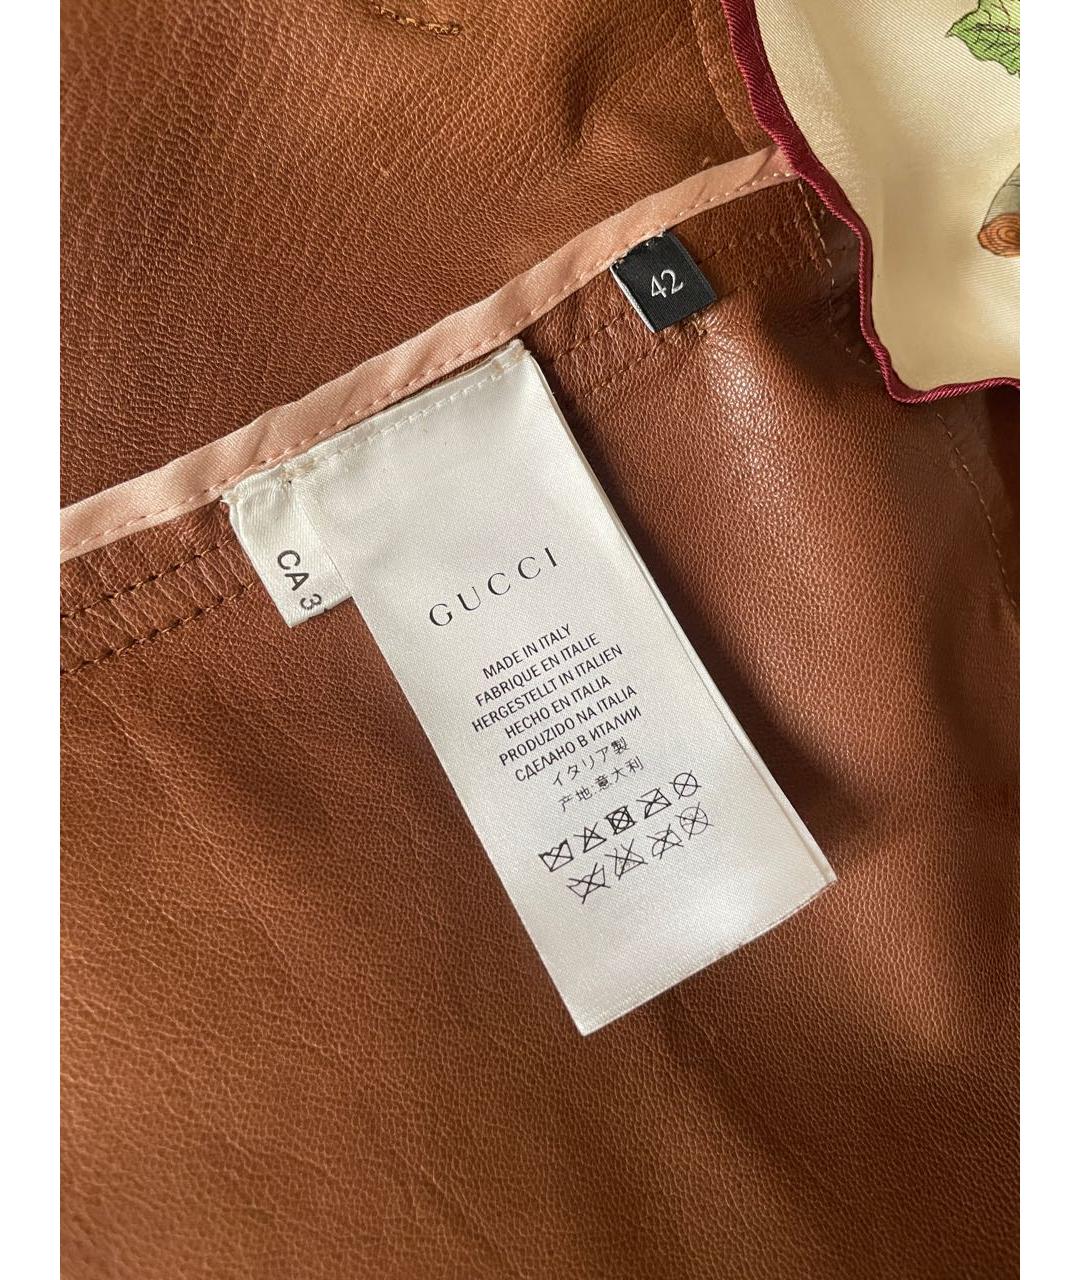 42
CA 3
GUCCI
MADE IN ITALY
FABRIQUE EN ITALIE
HERGESTELLT IN ITALIEN
HECHO EN ITALIA
PRODUZIDO NA ITALIA
СДЕЛАНО В ИТАЛИИ
イタリア製
产地:意大利